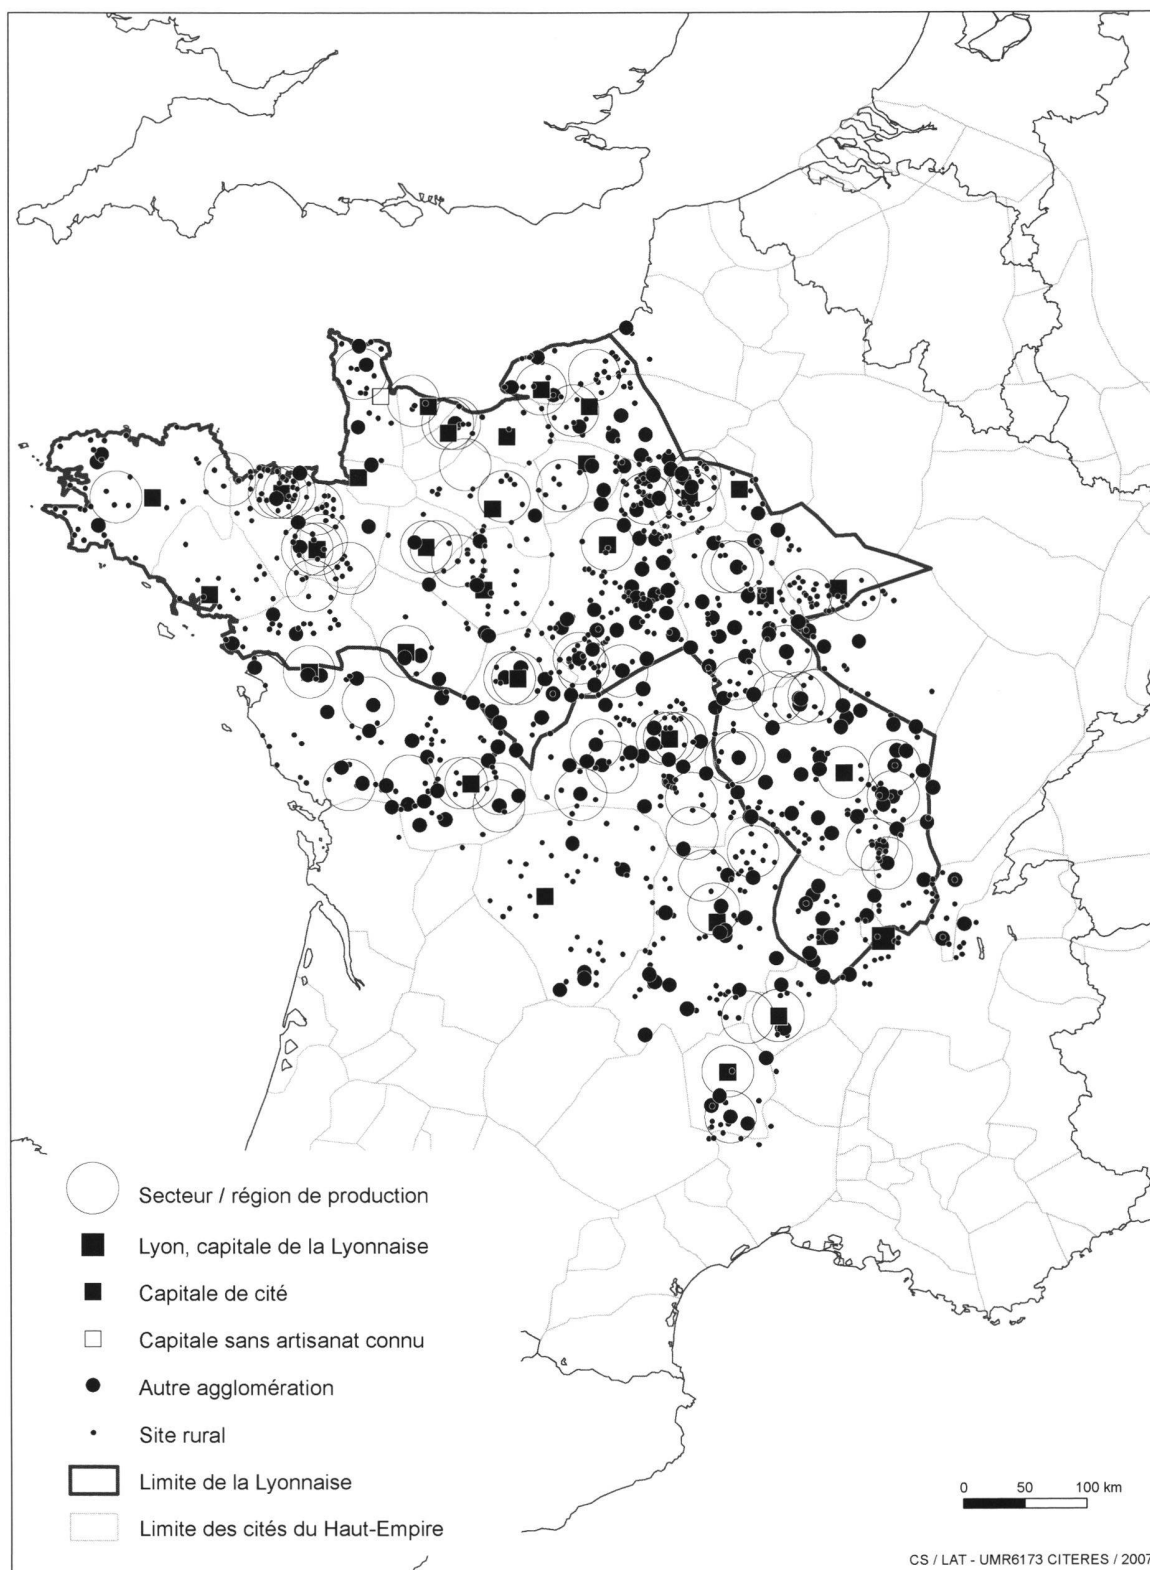 Secteur / région de production
Lyon, capitale de la Lyonnaise
Capitale de cité
Capitale sans artisanat connu
Autre agglomération
Site rural
Limite de la Lyonnaise
Limite des cités du Haut-Empire
0 50 100 km
CS / LAT - UMR6173 CITERES / 2007